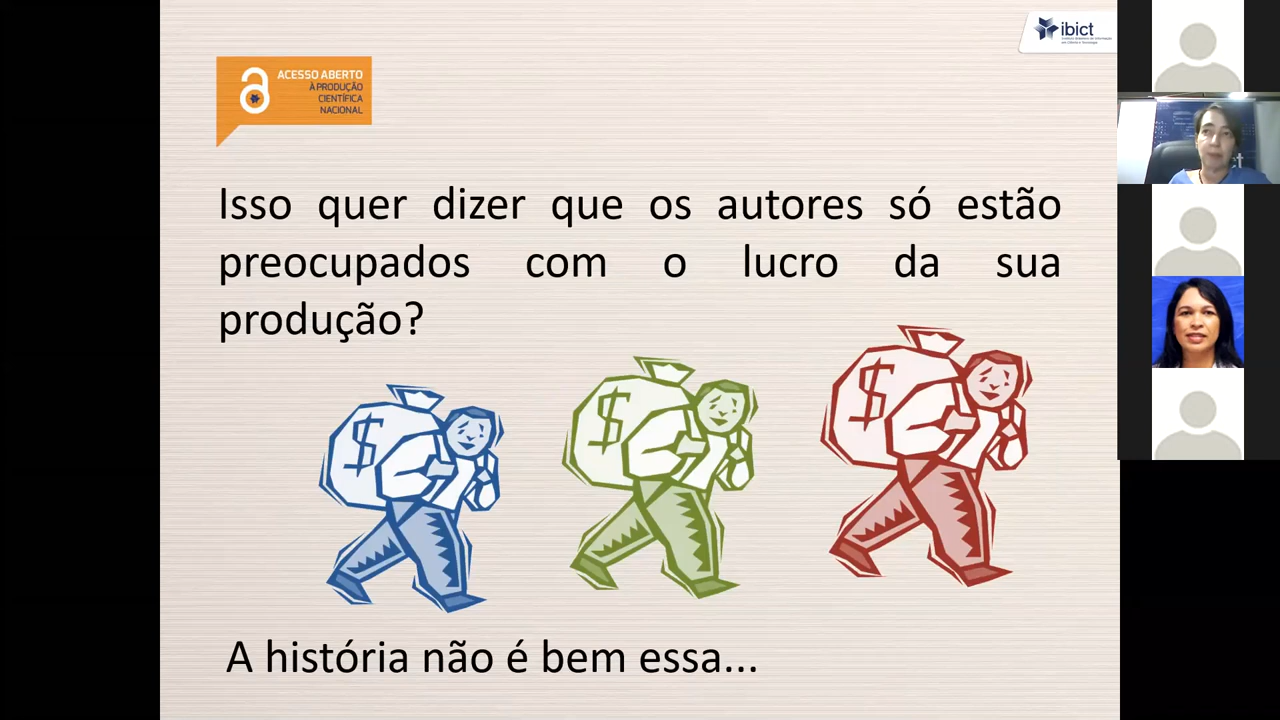 ibict
ACESSO ABERTO
À PRODUÇÃO
CIENTÍFICA
NACIONAL
Isso quer dizer que os autores só estão
preocupados com o lucro da sua
produção?
$ $ $
A história não é bem essa...